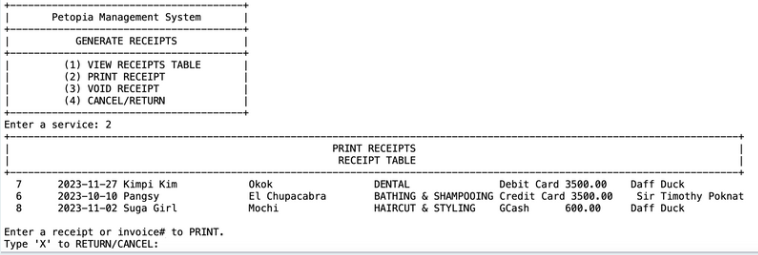 Petopia Management System
GENERATE RECEIPTS
(1) VIEW RECEIPTS TABLE
(2) PRINT RECEIPT
(3) VOID RECEIPT
(4) CANCEL/RETURN
Enter a service: 2
PRINT RECEIPTS
RECEIPT TABLE
7 2023-11-27 Kimpi Kim Okok DENTAL Debit Card 3500.00 Daff Duck
6 2023-10-10 Pangsy El Chupacabra BATHING & SHAMPOOING Credit Card 3500.00 Sir Timothy Poknat
8 2023-11-02 Suga Girl Mochi HAIRCUT & STYLING GCash 600.00 Daff Duck
Enter a receipt or invoice# to PRINT.
Type 'X' to RETURN/CANCEL: